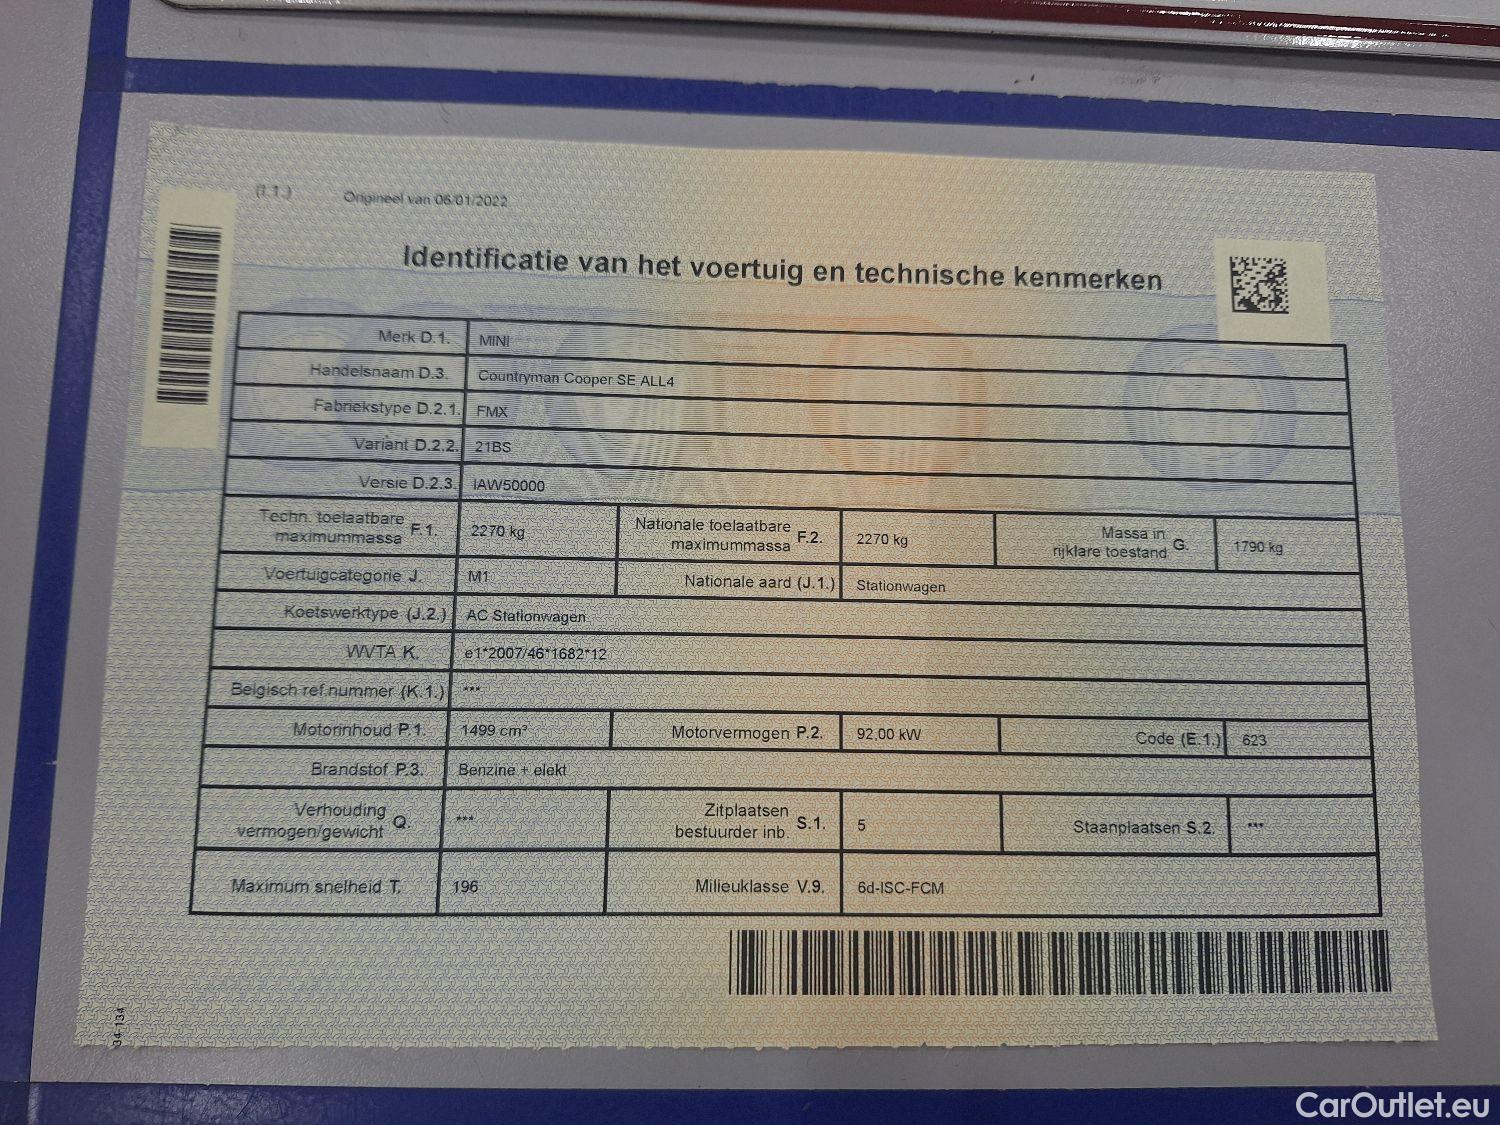 (I.1.) Origineel van 06/01/2022
Identificatie van het voertuig en technische kenmerken
Merk D.1. MINI
Handelsnaam D.3. Countryman Cooper SE ALL4
Fabriekstype D.2.1. FMX
Variant D.2.2. 21BS
Versie D.2.3. IAW50000
Techn. toelaatbare maximummassa F.1. 2270 kg Nationale toelaatbare maximummassa F.2. 2270 kg Massa in rijklare toestand G. 1790 kg
Voertuigcategorie J. M1 Nationale aard (J.1.) Stationwagen
Koetswerktype (J.2.) AC Stationwagen
WVTA K. e1*2007/46*1682*12
Belgisch ref.nummer (K.1.) ***
Motorinhoud P.1. 1499 cm³ Motorvermogen P.2. 92,00 kW Code (E.1.) 623
Brandstof P.3. Benzine + elekt
Verhouding vermogen/gewicht Q. *** Zitplaatsen bestuurder inb. S.1. 5 Staanplaatsen S.2. ***
Maximum snelheid T. 196 Milieuklasse V.9. 6d-ISC-FCM
34-134
CarOutlet.eu